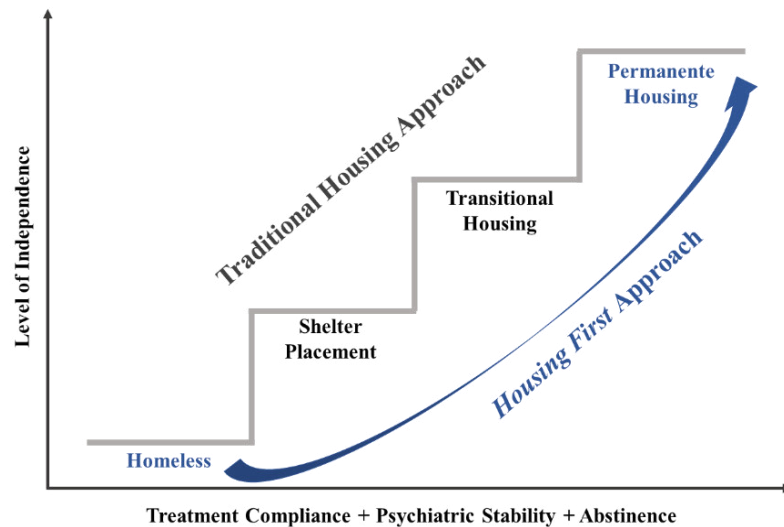 Level of Independence
Traditional Housing Approach
Permanente
Housing
Transitional
Housing
Shelter
Placement
Housing First Approach
Homeless
Treatment Compliance + Psychiatric Stability + Abstinence